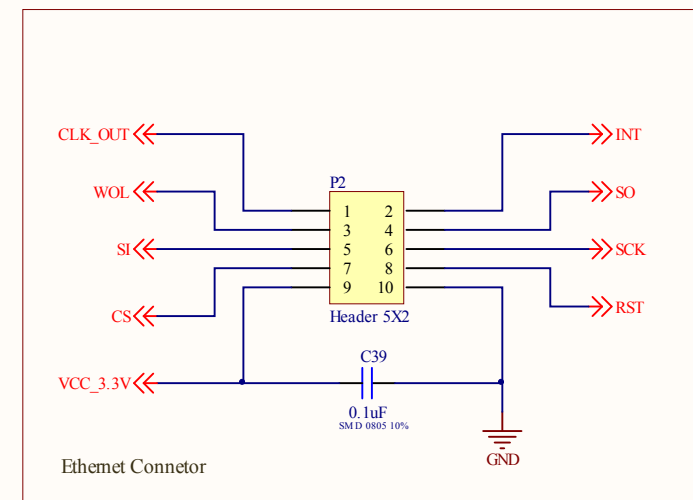 CLK_OUT
INT
P2
WOL
SO
1 2
3 4
SI
5 6
SCK
7 8
9 10
CS
RST
Header 5X2
C39
VCC_3.3V
0.1uF
SMD 0805 10%
GND
Ethernet Connetor